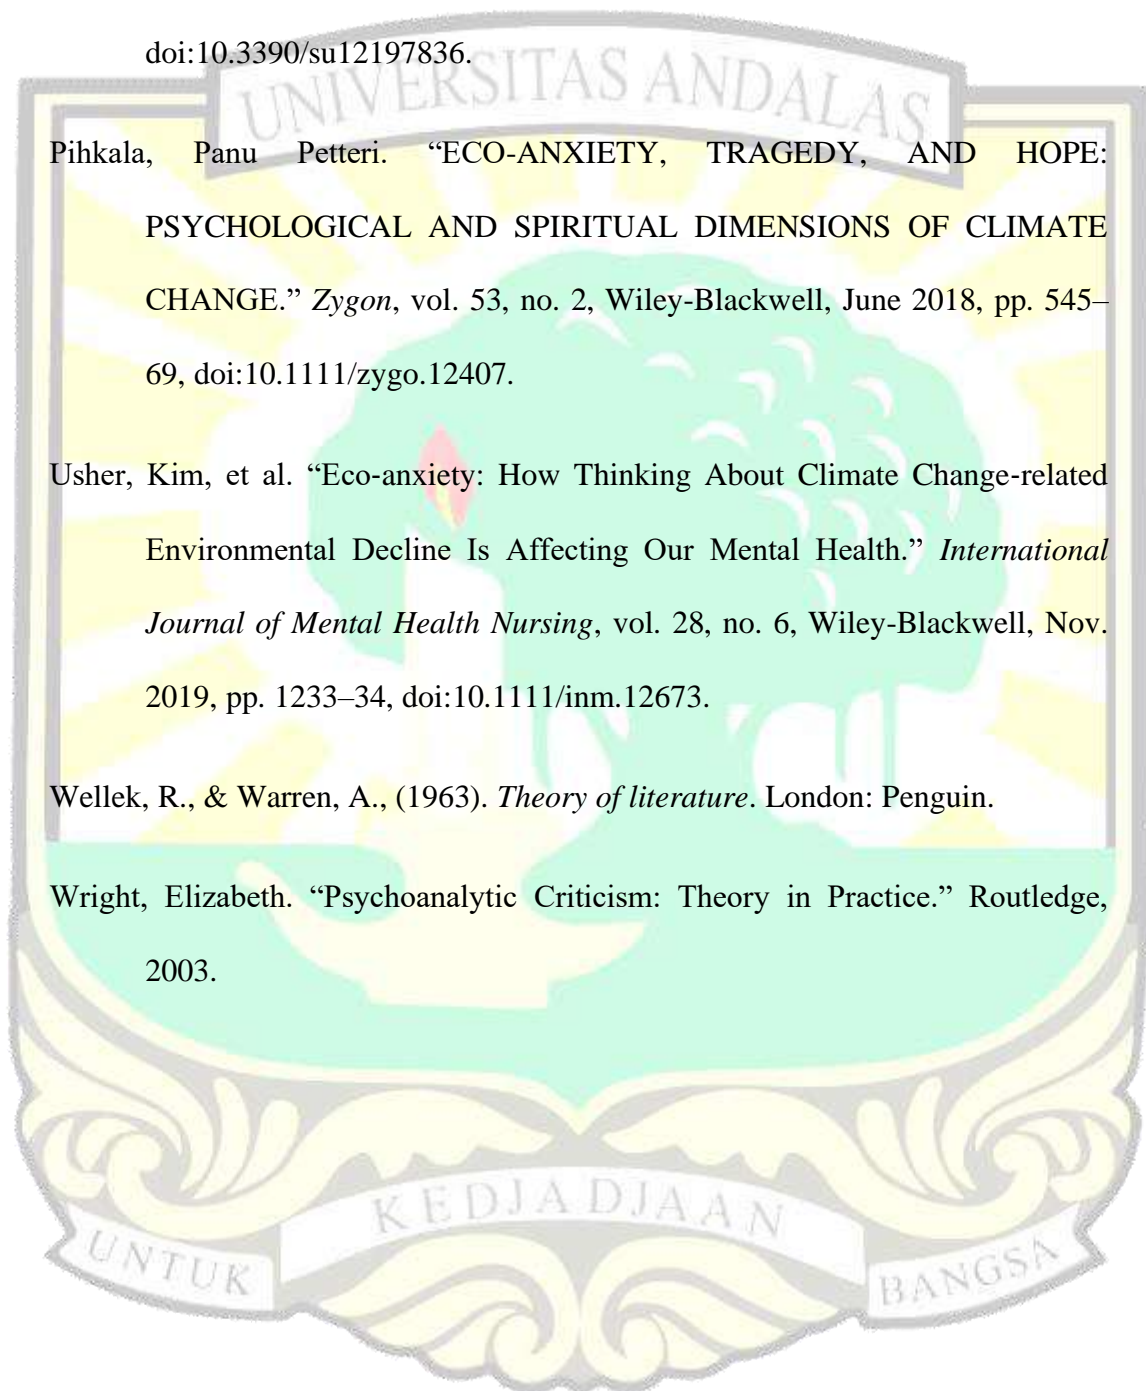 doi:10.3390/su12197836.
UNIVERSITAS ANDALAS
Pihkala, Panu Petteri. “ECO-ANXIETY, TRAGEDY, AND HOPE:
PSYCHOLOGICAL AND SPIRITUAL DIMENSIONS OF CLIMATE
CHANGE.” Zygon, vol. 53, no. 2, Wiley-Blackwell, June 2018, pp. 545–
69, doi:10.1111/zygo.12407.
Usher, Kim, et al. “Eco-anxiety: How Thinking About Climate Change-related
Environmental Decline Is Affecting Our Mental Health.” International
Journal of Mental Health Nursing, vol. 28, no. 6, Wiley-Blackwell, Nov.
2019, pp. 1233–34, doi:10.1111/inm.12673.
Wellek, R., & Warren, A., (1963). Theory of literature. London: Penguin.
Wright, Elizabeth. “Psychoanalytic Criticism: Theory in Practice.” Routledge,
2003.
UNTUK KEDJADJAAN BANGSA